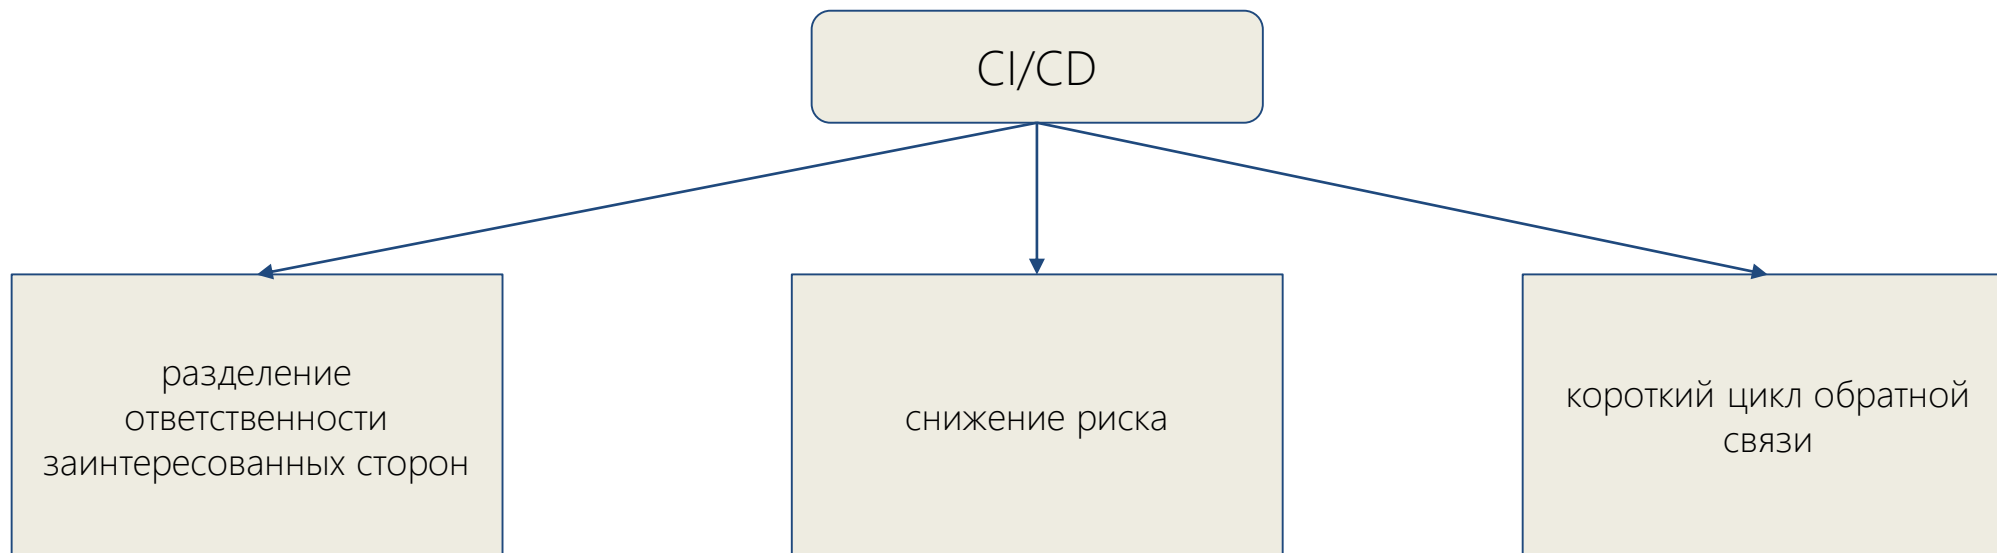 CI/CD
разделение
ответственности
заинтересованных сторон
снижение риска
короткий цикл обратной
связи